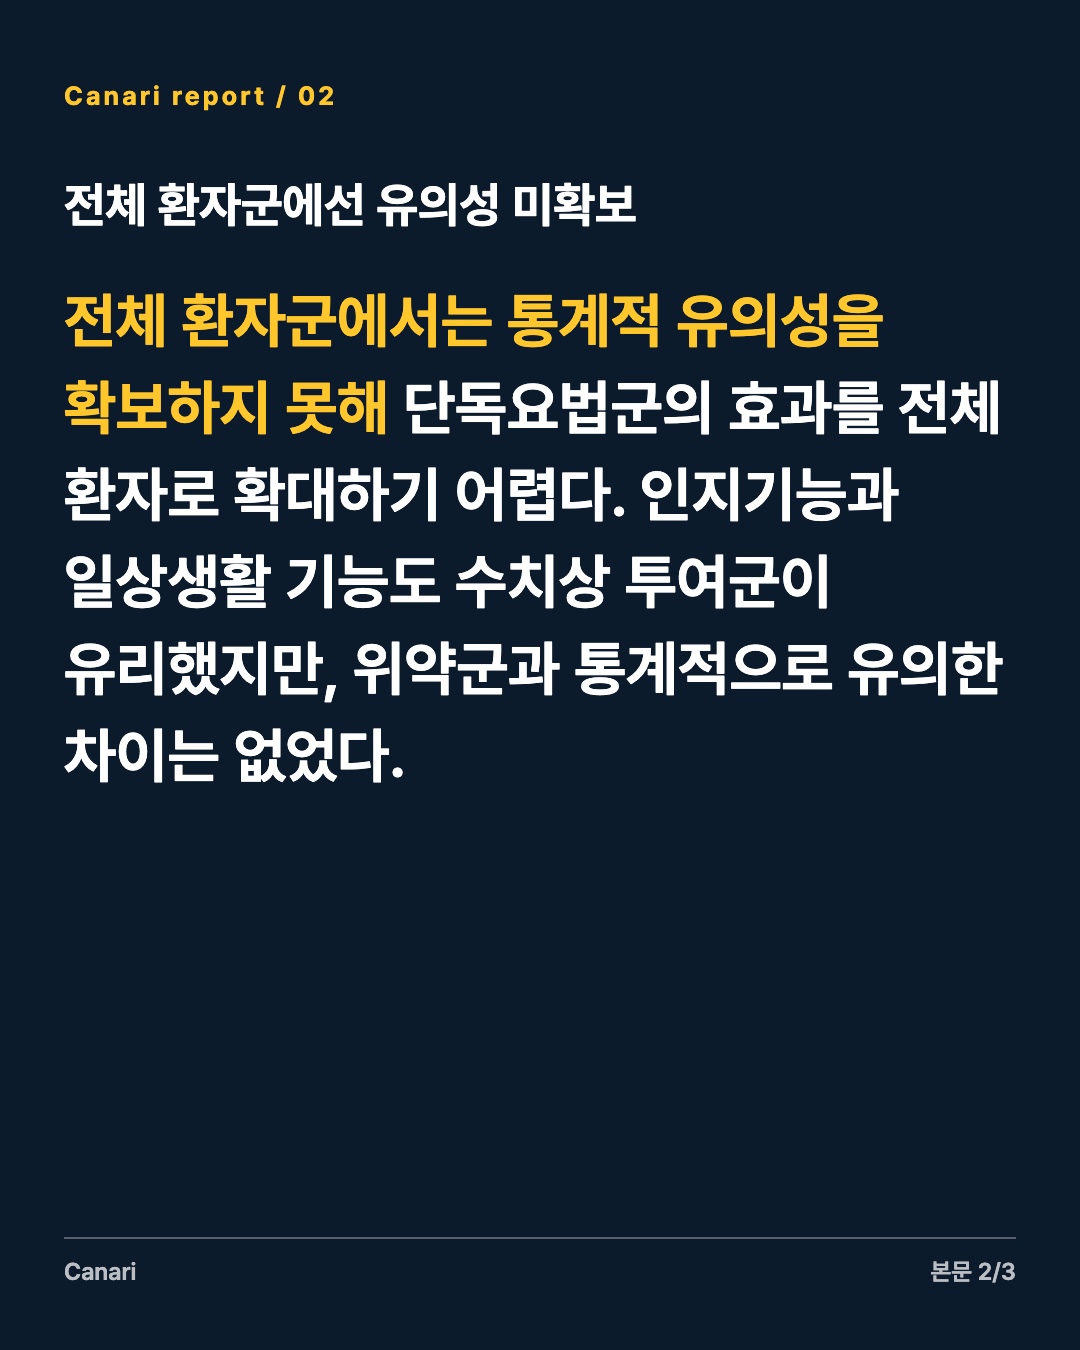 Canari report / 02
전체 환자군에선 유의성 미확보
전체 환자군에서는 통계적 유의성을
확보하지 못해 단독요법군의 효과를 전체
환자로 확대하기 어렵다. 인지기능과
일상생활 기능도 수치상 투여군이
유리했지만, 위약군과 통계적으로 유의한
차이는 없었다.
Canari
본문 2/3